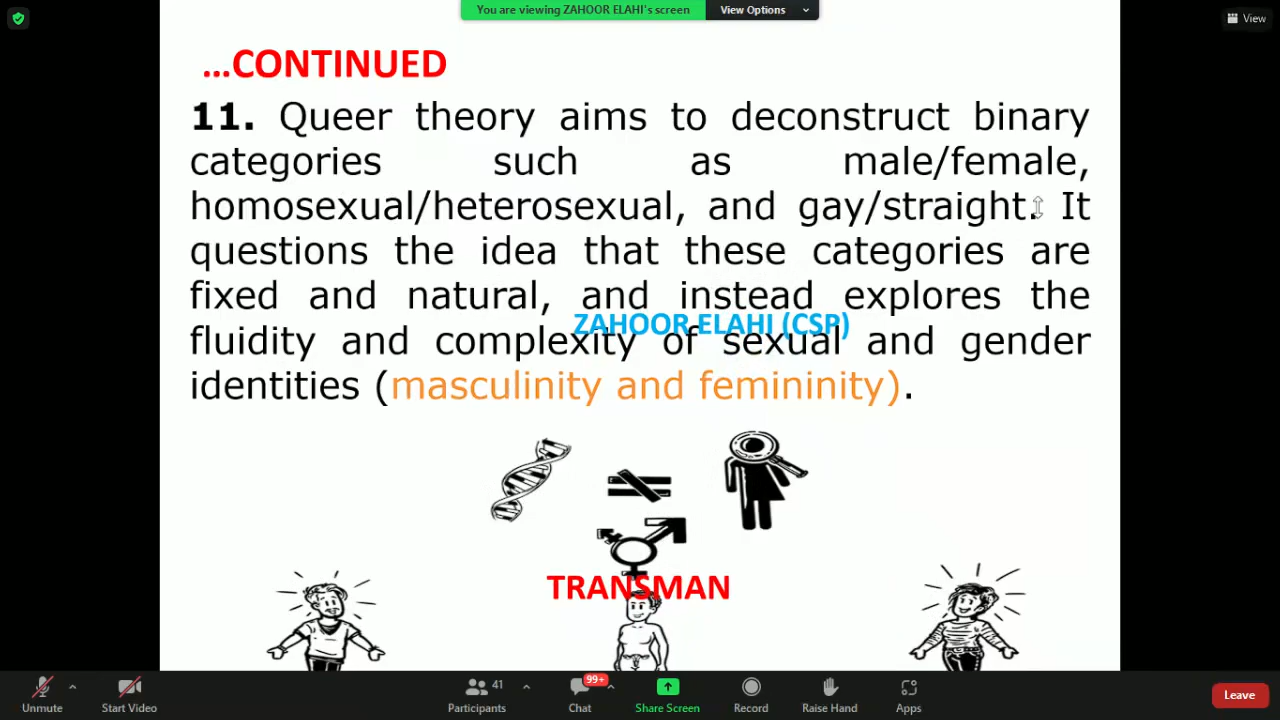 You are viewing ZAHOOR ELAHI's screen
View Options
View
...CONTINUED
11. Queer theory aims to deconstruct binary
categories such as male/female,
homosexual/heterosexual, and gay/straight. It
questions the idea that these categories are
fixed and natural, and instead explores the
ZAHOOR ELAHI (CSP)
fluidity and complexity of sexual and gender
identities (masculinity and femininity).
TRANSMAN
Unmute
Start Video
41
Participants
99+
Chat
Share Screen
Record
Raise Hand
Apps
Leave